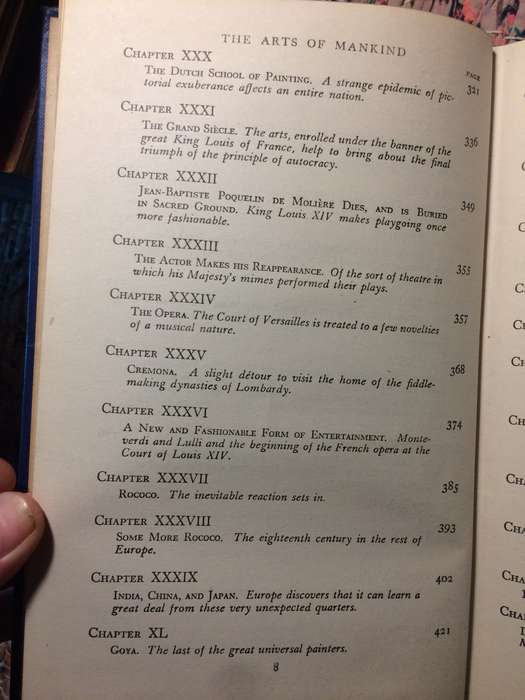 THE ARTS OF MANKIND
PAGE
CHAPTER XXX
THE DUTCH SCHOOL OF PAINTING. A strange epidemic of pic- 321
torial exuberance affects an entire nation.
CHAPTER XXXI
THE GRAND SIÈCLE. The arts, enrolled under the banner of the 336
great King Louis of France, help to bring about the final
triumph of the principle of autocracy.
CHAPTER XXXII
JEAN-BAPTISTE POQUELIN DE MOLIÈRE DIES, AND IS BURIED 349
IN SACRED GROUND. King Louis XIV makes playgoing once
more fashionable.
CHAPTER XXXIII
THE ACTOR MAKES HIS REAPPEARANCE. Of the sort of theatre in 355
which his Majesty's mimes performed their plays.
CHAPTER XXXIV
THE OPERA. The Court of Versailles is treated to a few novelties 357
of a musical nature.
CHAPTER XXXV
CREMONA. A slight détour to visit the home of the fiddle- 368
making dynasties of Lombardy.
CHAPTER XXXVI
A NEW AND FASHIONABLE FORM OF ENTERTAINMENT. Monte- 374
verdi and Lulli and the beginning of the French opera at the
Court of Louis XIV.
CHAPTER XXXVII
ROCOCO. The inevitable reaction sets in. 385
CHAPTER XXXVIII
SOME MORE ROCOCO. The eighteenth century in the rest of 393
Europe.
CHAPTER XXXIX
INDIA, CHINA, AND JAPAN. Europe discovers that it can learn a 402
great deal from these very unexpected quarters.
CHAPTER XL
GOYA. The last of the great universal painters. 421
8